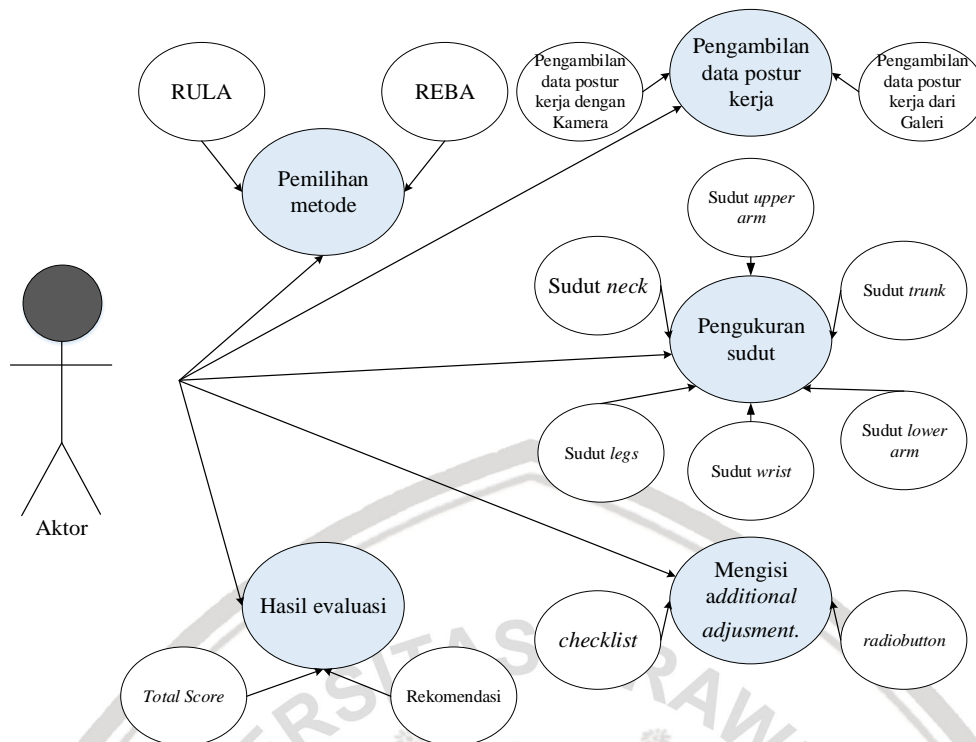 RULA
REBA
Pemilihan
metode
Pengambilan
data postur
kerja dengan
Kamera
Pengambilan
data postur
kerja
Pengambilan
data postur
kerja dari
Galeri
Sudut upper
arm
Sudut neck
Sudut trunk
Pengukuran
sudut
Sudut legs
Sudut wrist
Sudut lower
arm
Aktor
Hasil evaluasi
Total Score
Rekomendasi
Mengisi
additional
adjusment.
checklist
radiobutton